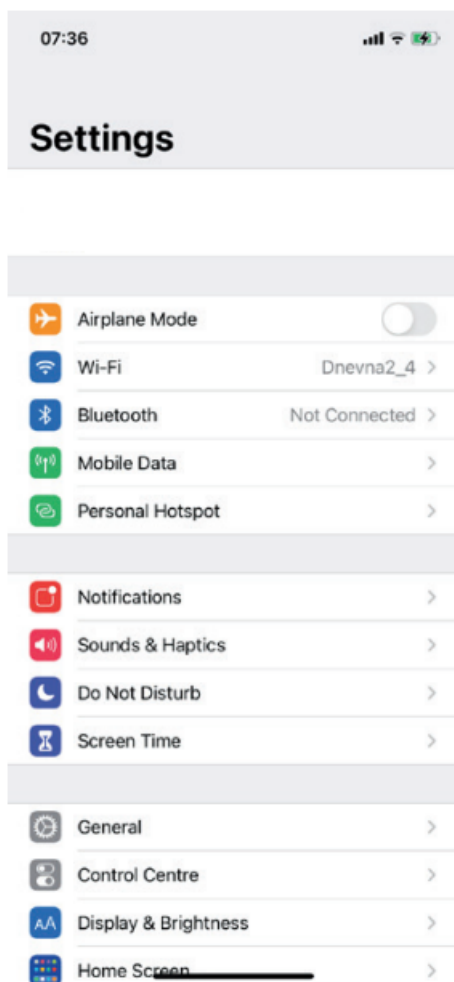 07:36
Settings
Airplane Mode
Wi-Fi Dnevna2_4
Bluetooth Not Connected
Mobile Data
Personal Hotspot
Notifications
Sounds & Haptics
Do Not Disturb
Screen Time
General
Control Centre
AA Display & Brightness
Home Screen